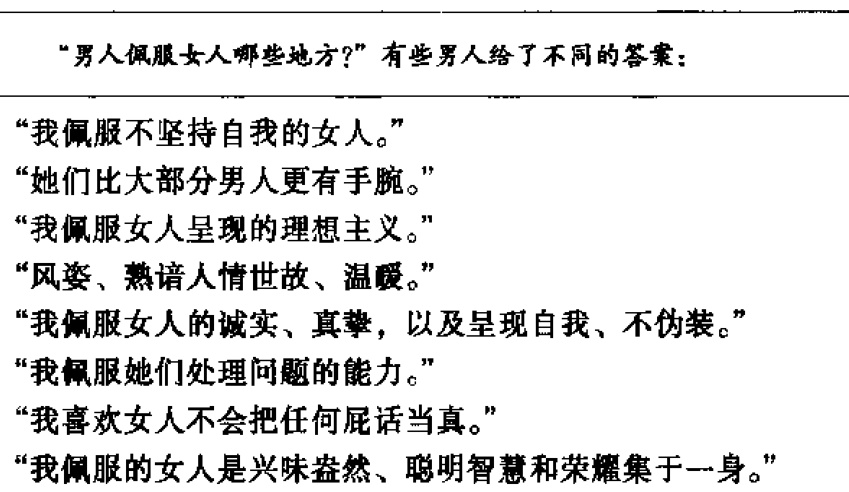 “男人佩服女人哪些地方?”有些男人给了不同的答案：
“我佩服不坚持自我的女人。”
“她们比大部分男人更有手腕。”
“我佩服女人呈现的理想主义。”
“风姿、熟谙人情世故、温暖。”
“我佩服女人的诚实、真挚，以及呈现自我、不伪装。”
“我佩服她们处理问题的能力。”
“我喜欢女人不会把任何屁话当真。”
“我佩服的女人是兴味盎然、聪明智慧和荣耀集于一身。”